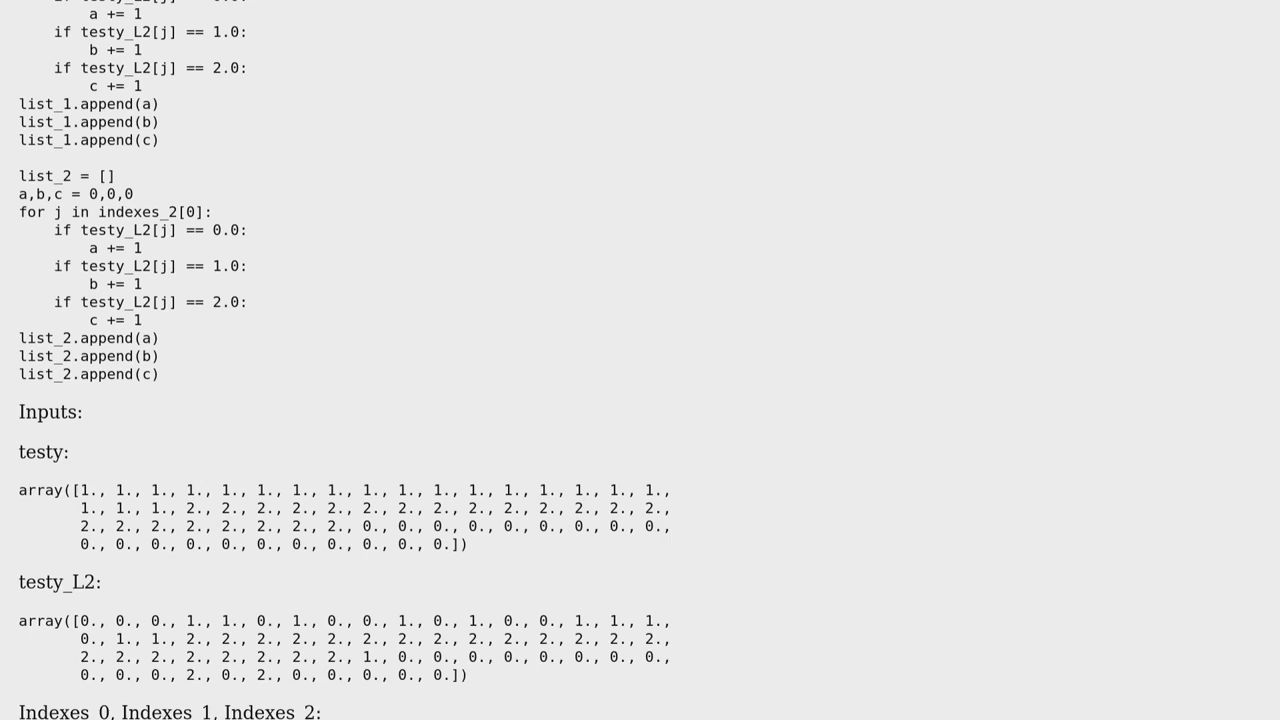 if testy_L2[j] == 0.0:
        a += 1
    if testy_L2[j] == 1.0:
        b += 1
    if testy_L2[j] == 2.0:
        c += 1
list_1.append(a)
list_1.append(b)
list_1.append(c)

list_2 = []
a,b,c = 0,0,0
for j in indexes_2[0]:
    if testy_L2[j] == 0.0:
        a += 1
    if testy_L2[j] == 1.0:
        b += 1
    if testy_L2[j] == 2.0:
        c += 1
list_2.append(a)
list_2.append(b)
list_2.append(c)
Inputs:
testy:
array([1., 1., 1., 1., 1., 1., 1., 1., 1., 1., 1., 1., 1., 1., 1., 1., 1.,
       1., 1., 1., 2., 2., 2., 2., 2., 2., 2., 2., 2., 2., 2., 2., 2., 2.,
       2., 2., 2., 2., 2., 2., 2., 2., 0., 0., 0., 0., 0., 0., 0., 0., 0.,
       0., 0., 0., 0., 0., 0., 0., 0., 0., 0., 0.])
testy_L2:
array([0., 0., 0., 1., 1., 0., 1., 0., 0., 1., 0., 1., 0., 0., 1., 1., 1.,
       0., 1., 1., 2., 2., 2., 2., 2., 2., 2., 2., 2., 2., 2., 2., 2., 2.,
       2., 2., 2., 2., 2., 2., 2., 2., 1., 0., 0., 0., 0., 0., 0., 0., 0.,
       0., 0., 0., 2., 0., 2., 0., 0., 0., 0., 0.])
Indexes_0, Indexes_1, Indexes_2: